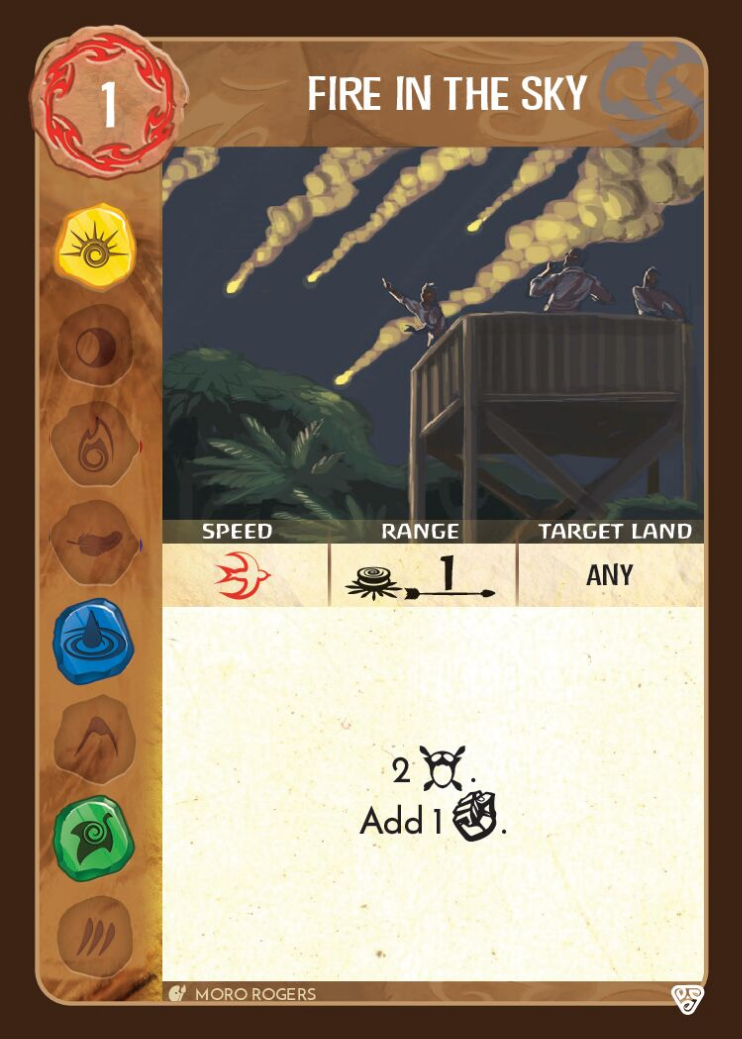 1
FIRE IN THE SKY
SPEED RANGE TARGET LAND
1 ANY
2 .
Add 1 .
MORO ROGERS